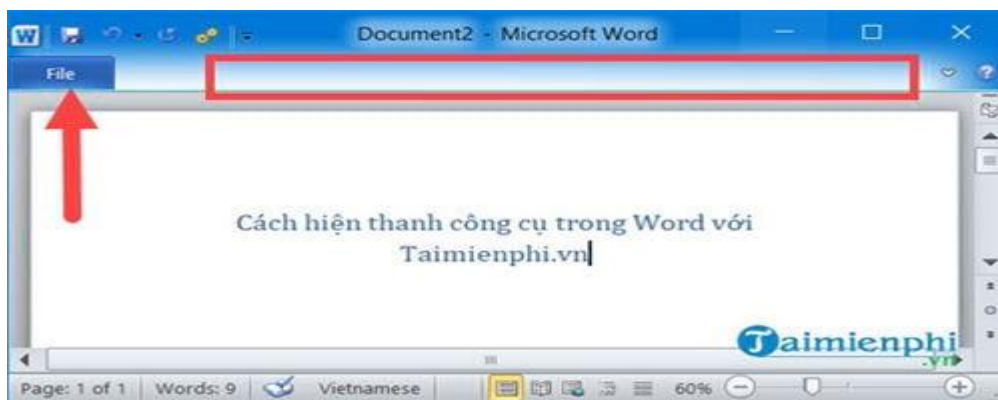 Document2 - Microsoft Word
File
Cách hiện thanh công cụ trong Word với
Taimienphi.vn
Taimienphi
.vn
Page: 1 of 1 Words: 9 Vietnamese 60%